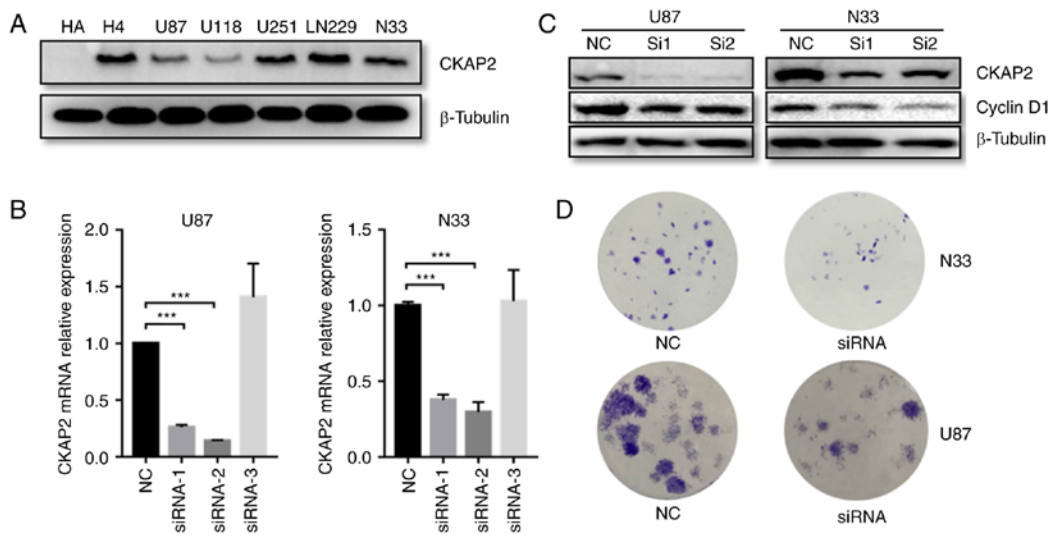 A
HA H4 U87 U118 U251 LN229 N33
CKAP2
β-Tubulin
B
U87
CKAP2 mRNA relative expression
2.0
1.5
1.0
0.5
0.0
***
***
NC siRNA-1 siRNA-2 siRNA-3
N33
CKAP2 mRNA relative expression
1.5
1.0
0.5
0.0
***
***
NC siRNA-1 siRNA-2 siRNA-3
C
U87 N33
NC Si1 Si2 NC Si1 Si2
CKAP2
Cyclin D1
β-Tubulin
D
N33
NC siRNA
U87
NC siRNA